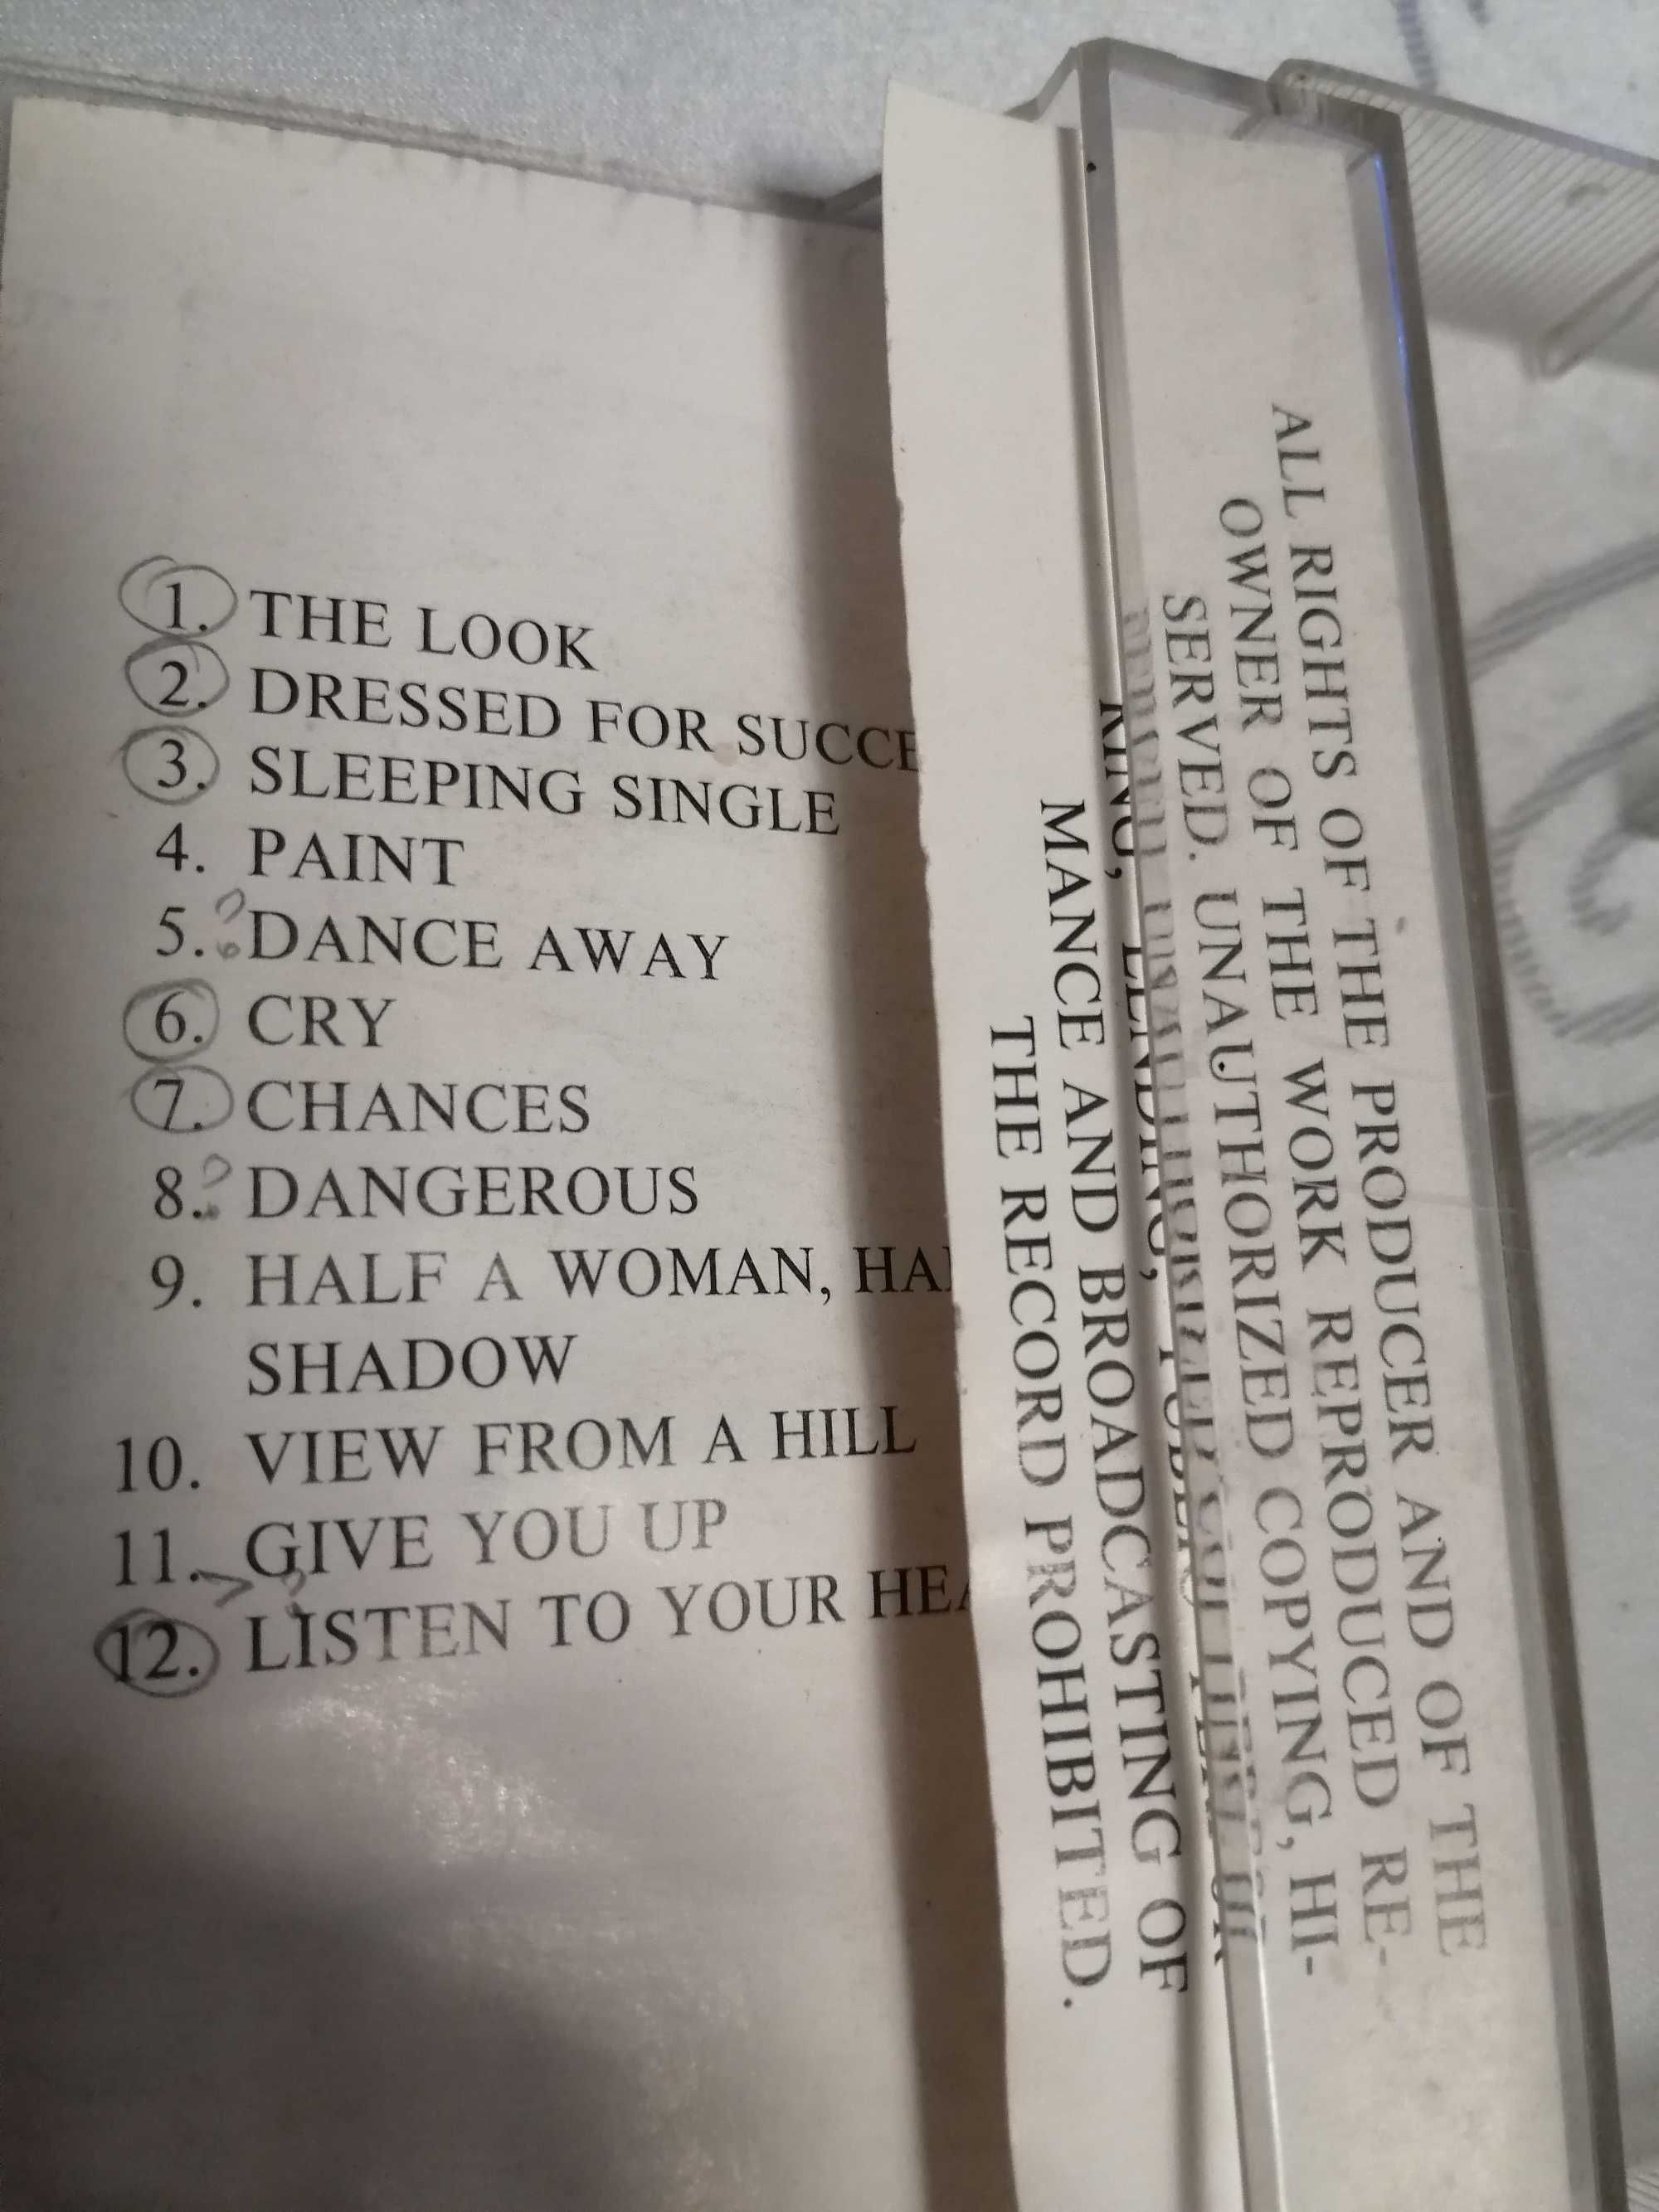 1. THE LOOK
2. DRESSED FOR SUCCE
3. SLEEPING SINGLE
4. PAINT
5.? DANCE AWAY
6. CRY
7. CHANCES
8.? DANGEROUS
9. HALF A WOMAN, HA
SHADOW
10. VIEW FROM A HILL
11. GIVE YOU UP
12. LISTEN TO YOUR HEA
ALL RIGHTS OF THE PRODUCER AND OF THE
OWNER OF THE WORK REPRODUCED RE-
SERVED. UNAUTHORIZED COPYING, HI-
RING, LENDING,
MANCE AND BROADCASTING OF
THE RECORD PROHIBITED.